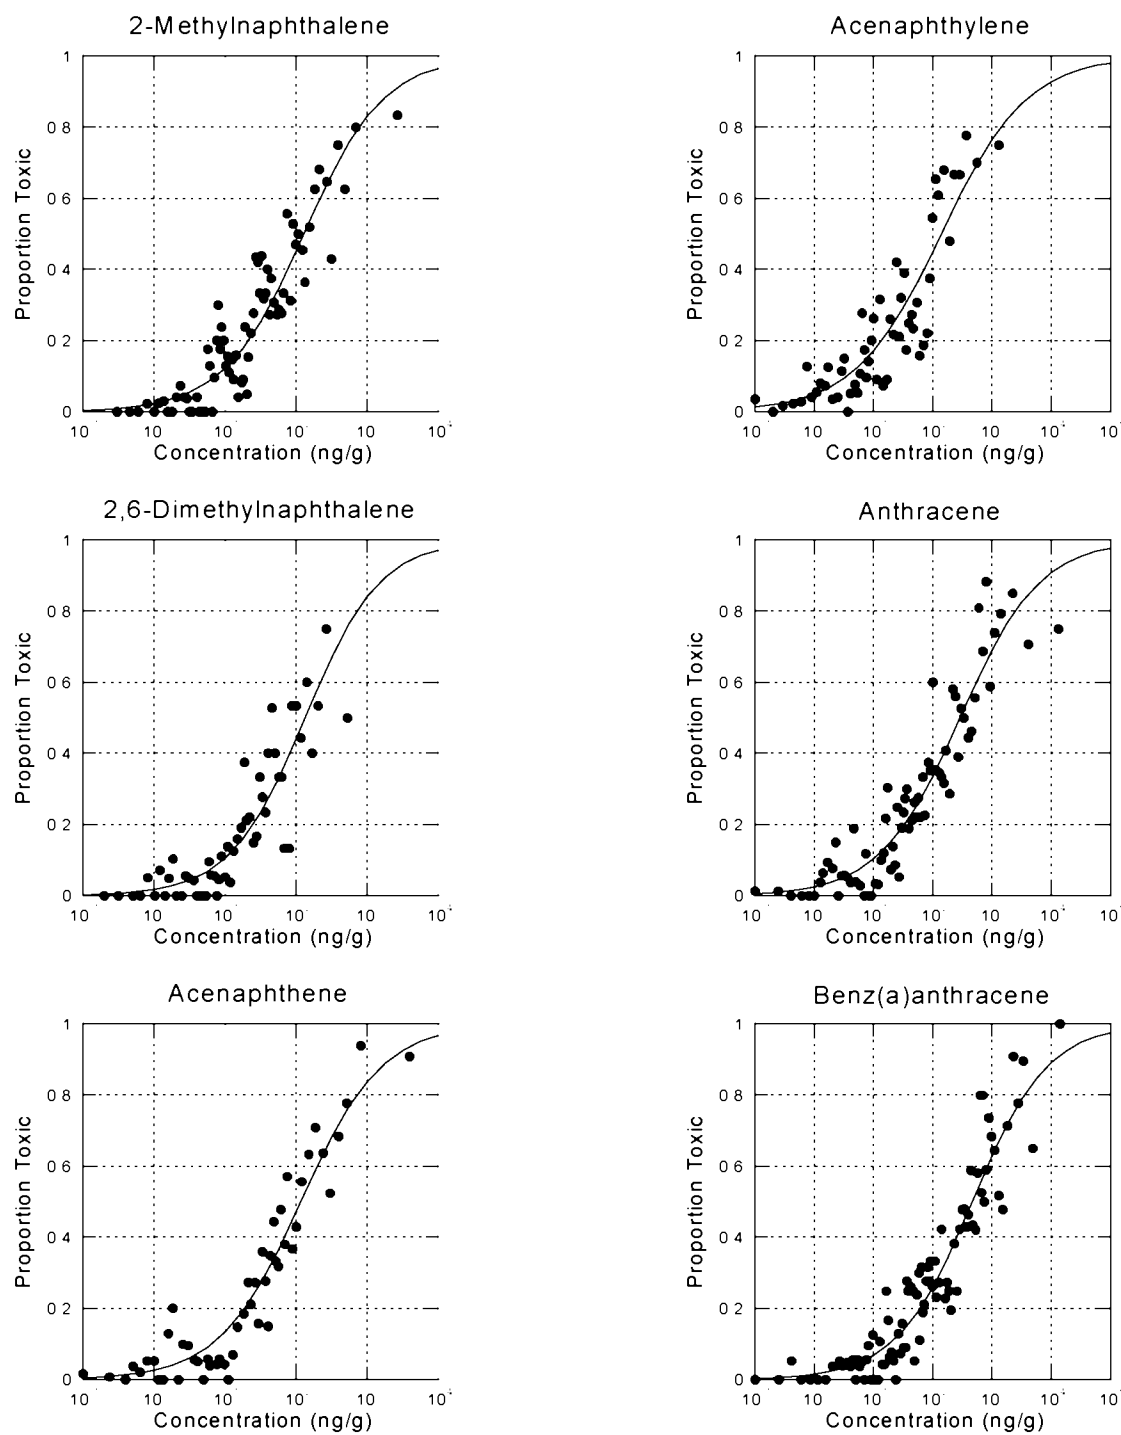 2-Methylnaphthalene
Proportion Toxic
1
0 8
0 6
0 4
0 2
0
10 10 10 10 10 10
Concentration (ng/g)
Acenaphthylene
Proportion Toxic
1
0 8
0 6
0 4
0 2
0
10 10 10 10 10 10 10
Concentration (ng/g)
2,6-Dimethylnaphthalene
Proportion Toxic
1
0 8
0 6
0 4
0 2
0
10 10 10 10 10 10
Concentration (ng/g)
Anthracene
Proportion Toxic
1
0 8
0 6
0 4
0 2
0
10 10 10 10 10 10 10
Concentration (ng/g)
Acenaphthene
Proportion Toxic
1
0 8
0 6
0 4
0 2
0
10 10 10 10 10 10
Concentration (ng/g)
Benz(a)anthracene
Proportion Toxic
1
0 8
0 6
0 4
0 2
0
10 10 10 10 10 10 10
Concentration (ng/g)